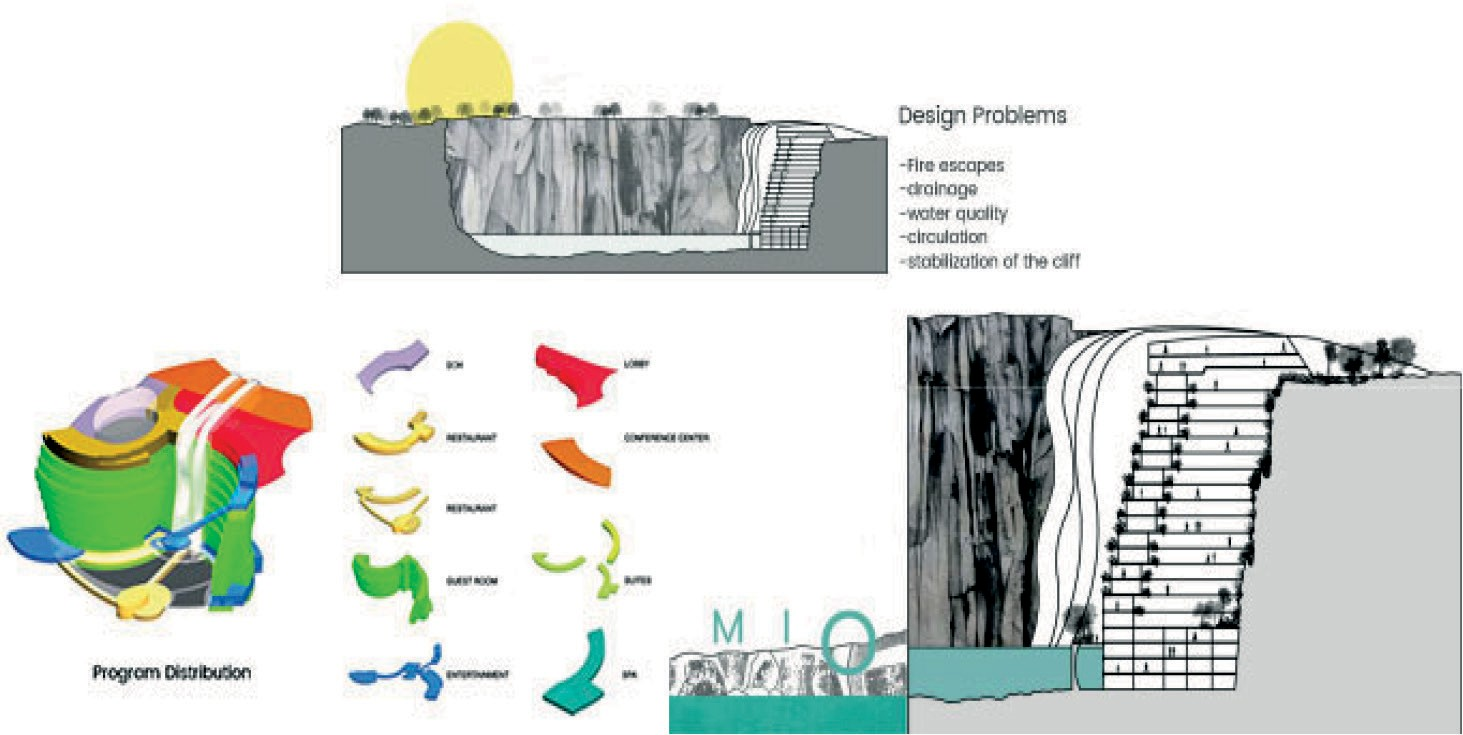 Design Problems
-Fire escapes
-drainage
-water quality
-circulation
-stabilization of the cliff
LOBBY
RESTAURANT
CONFERENCE CENTER
RESTAURANT
GUEST ROOM
SUITES
ENTERTAINMENT
SPA
Program Distribution
M I O